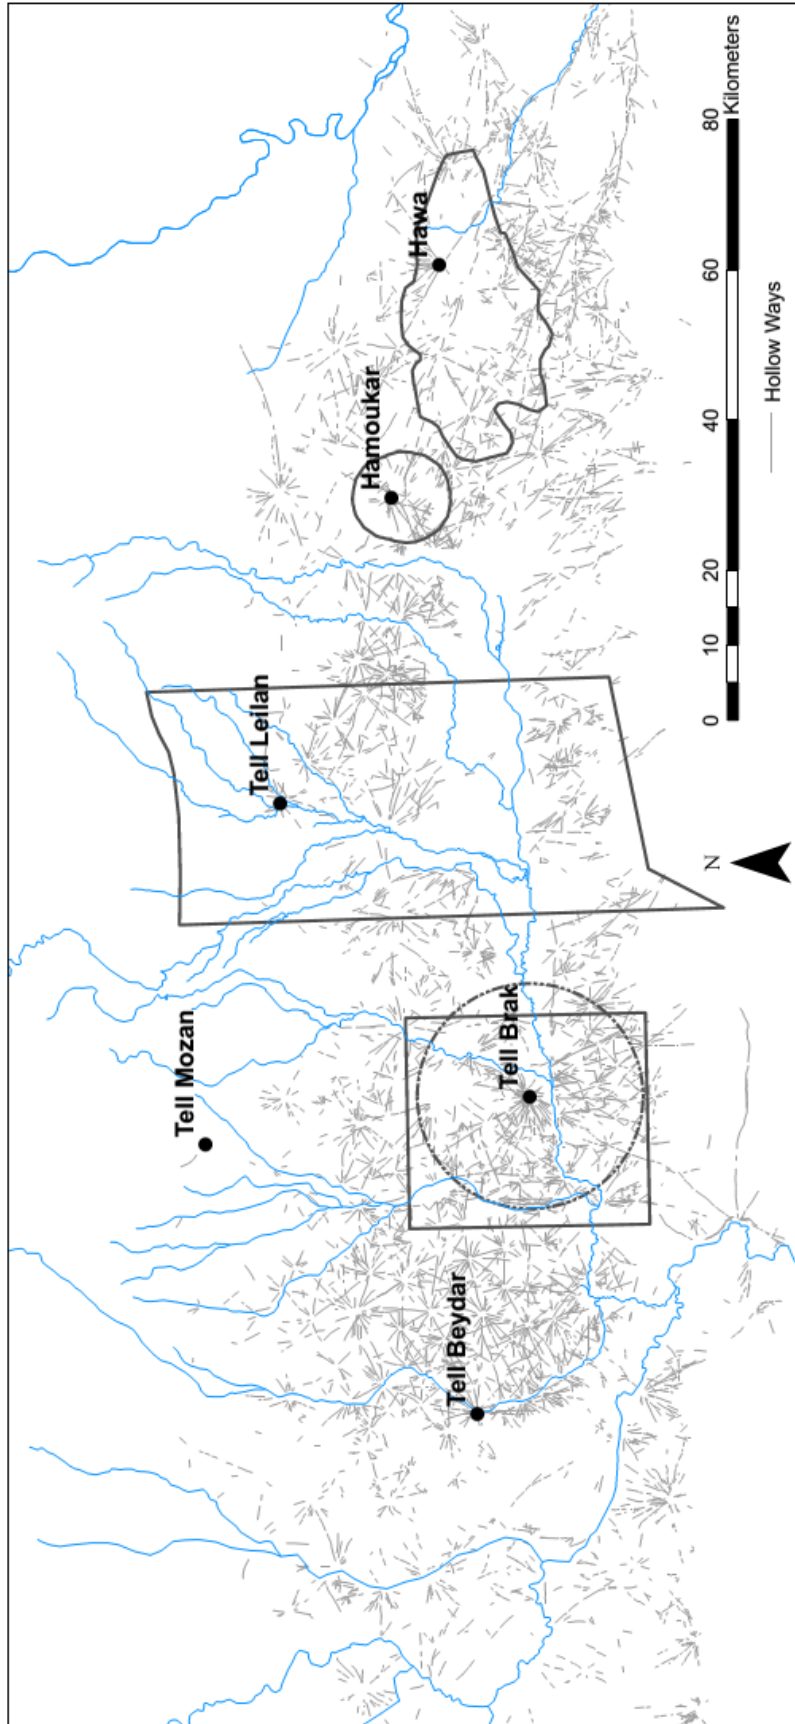 Tell Beydar
Tell Mozan
Tell Brak
Tell Leilan
Hamoukar
Hawa
N
0 10 20 40 60 80
Kilometers
Hollow Ways